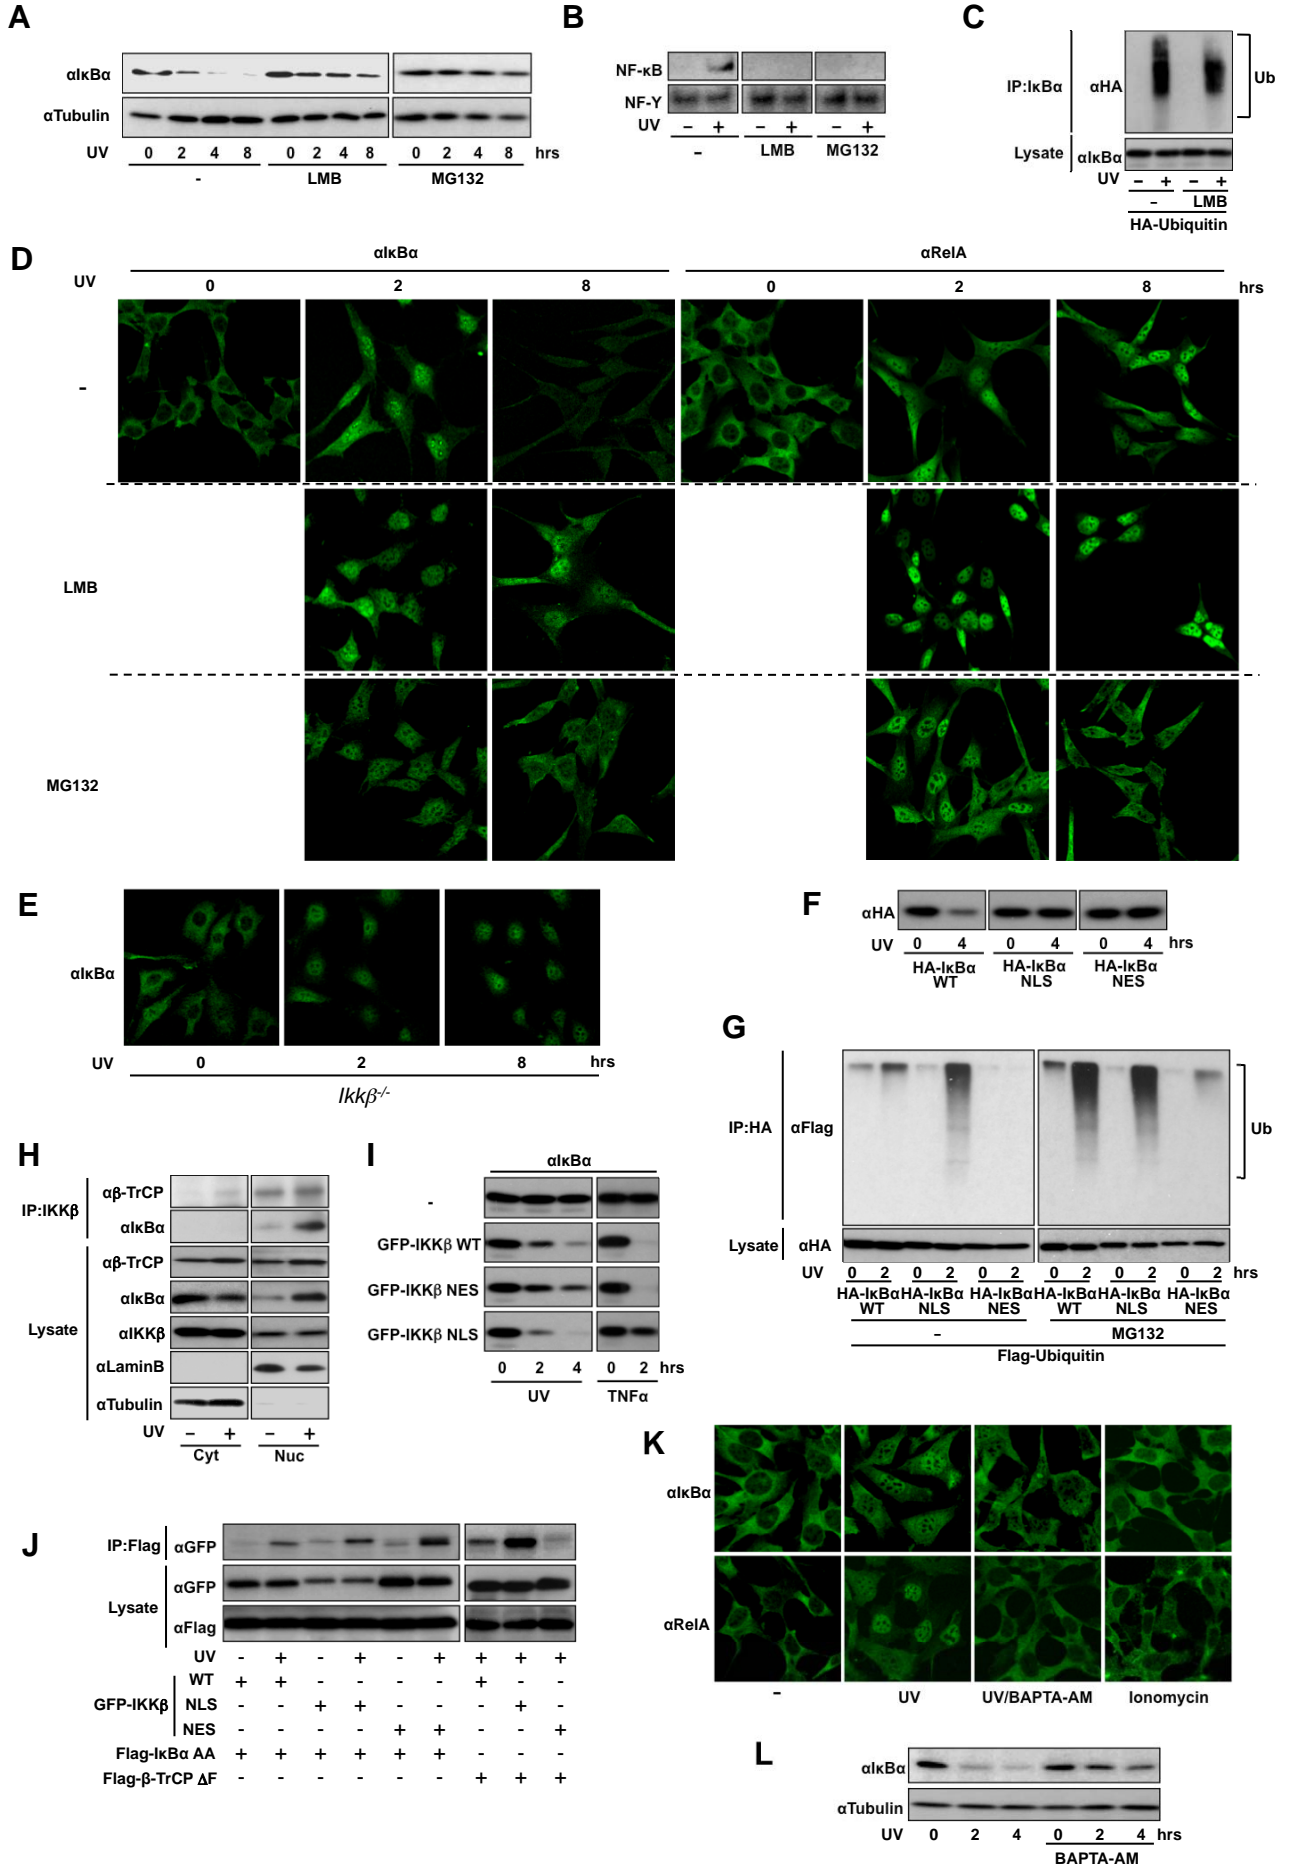 A
αIκBα
αTubulin
UV 0 2 4 8 0 2 4 8 0 2 4 8 hrs
- LMB MG132
B
NF-κB
NF-Y
UV − + − + − +
− LMB MG132
C
IP:IκBα αHA Ub
Lysate αIκBα
UV − + − +
− LMB
HA-Ubiquitin
D
αIκBα αRelA
UV 0 2 8 0 2 8 hrs
-
LMB
MG132
E
αIκBα
UV 0 2 8 hrs
Ikkβ-/-
F
αHA
UV 0 4 0 4 0 4 hrs
HA-IκBα WT HA-IκBα NLS HA-IκBα NES
G
IP:HA αFlag Ub
Lysate αHA
UV 0 2 0 2 0 2 0 2 0 2 0 2 hrs
HA-IκBα WT HA-IκBα NLS HA-IκBα NES HA-IκBα WT HA-IκBα NLS HA-IκBα NES
− MG132
Flag-Ubiquitin
H
IP:IKKβ αβ-TrCP
αIκBα
Lysate αβ-TrCP
αIκBα
αIKKβ
αLaminB
αTubulin
UV − + − +
Cyt Nuc
I
αIκBα
-
GFP-IKKβ WT
GFP-IKKβ NES
GFP-IKKβ NLS
0 2 4 0 2 hrs
UV TNFα
J
IP:Flag αGFP
Lysate αGFP
αFlag
UV - + - + - + + + +
GFP-IKKβ WT + + - - - - + - -
NLS - - + + - - - + -
NES - - - - + + - - +
Flag-IκBα AA + + + + + + - - -
Flag-β-TrCP ΔF - - - - - - + + +
K
αIκBα
αRelA
− UV UV/BAPTA-AM Ionomycin
L
αIκBα
αTubulin
UV 0 2 4 0 2 4 hrs
BAPTA-AM